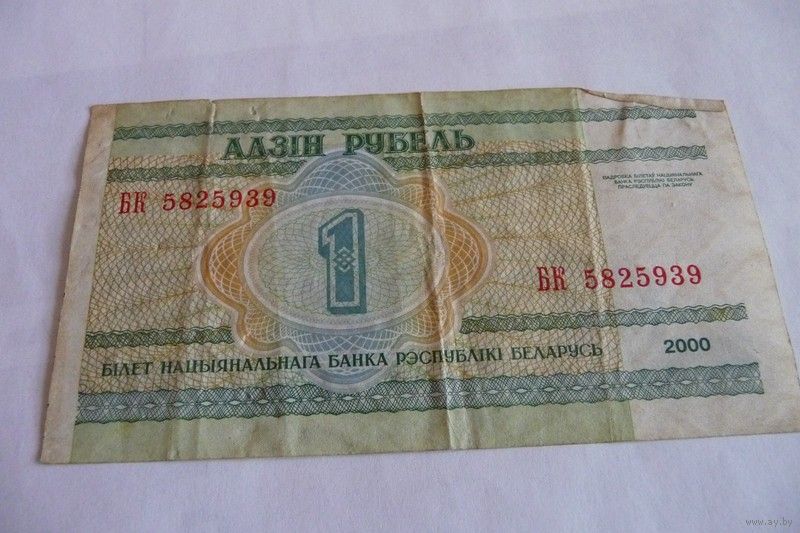 АДЗІН РУБЕЛЬ
ПАДРОБКА БІЛЕТАЎ НАЦЫЯНАЛЬНАГА
БАНКА РЭСПУБЛІКІ БЕЛАРУСЬ
ПРАСЛЕДУЕЦЦА ПА ЗАКОНУ
БК 5825939
1
БК 5825939
БІЛЕТ НАЦЫЯНАЛЬНАГА БАНКА РЭСПУБЛІКІ БЕЛАРУСЬ 2000
www.ay.by